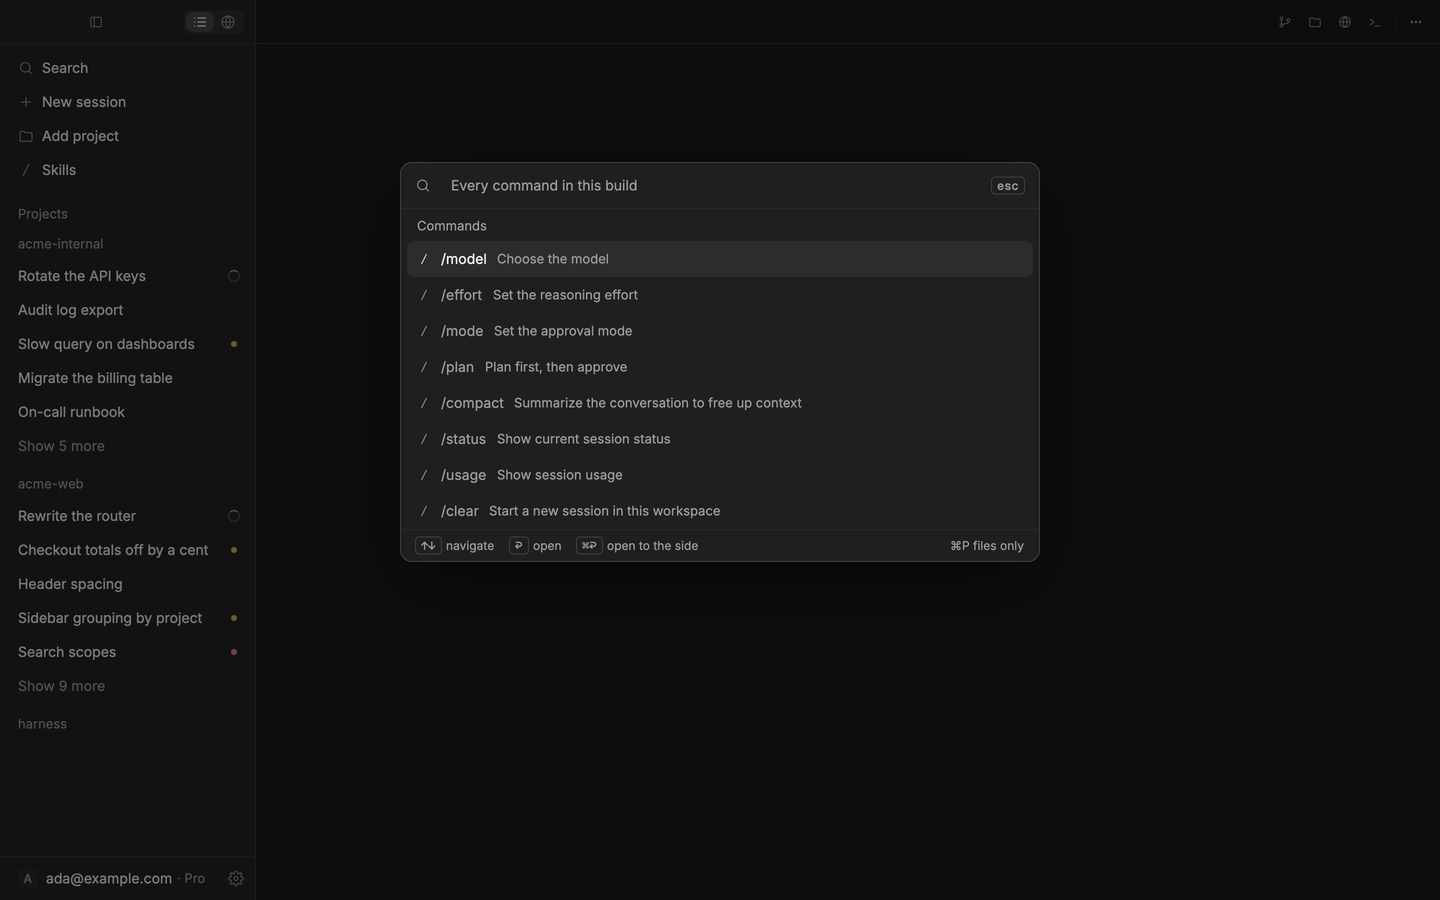 Search
New session
Add project
/ Skills
Projects
acme-internal
Rotate the API keys
Audit log export
Slow query on dashboards
Migrate the billing table
On-call runbook
Show 5 more
acme-web
Rewrite the router
Checkout totals off by a cent
Header spacing
Sidebar grouping by project
Search scopes
Show 9 more
harness
A ada@example.com · Pro
Every command in this build esc
Commands
/ /model Choose the model
/ /effort Set the reasoning effort
/ /mode Set the approval mode
/ /plan Plan first, then approve
/ /compact Summarize the conversation to free up context
/ /status Show current session status
/ /usage Show session usage
/ /clear Start a new session in this workspace
↑↓ navigate ↵ open ⌘↵ open to the side ⌘P files only